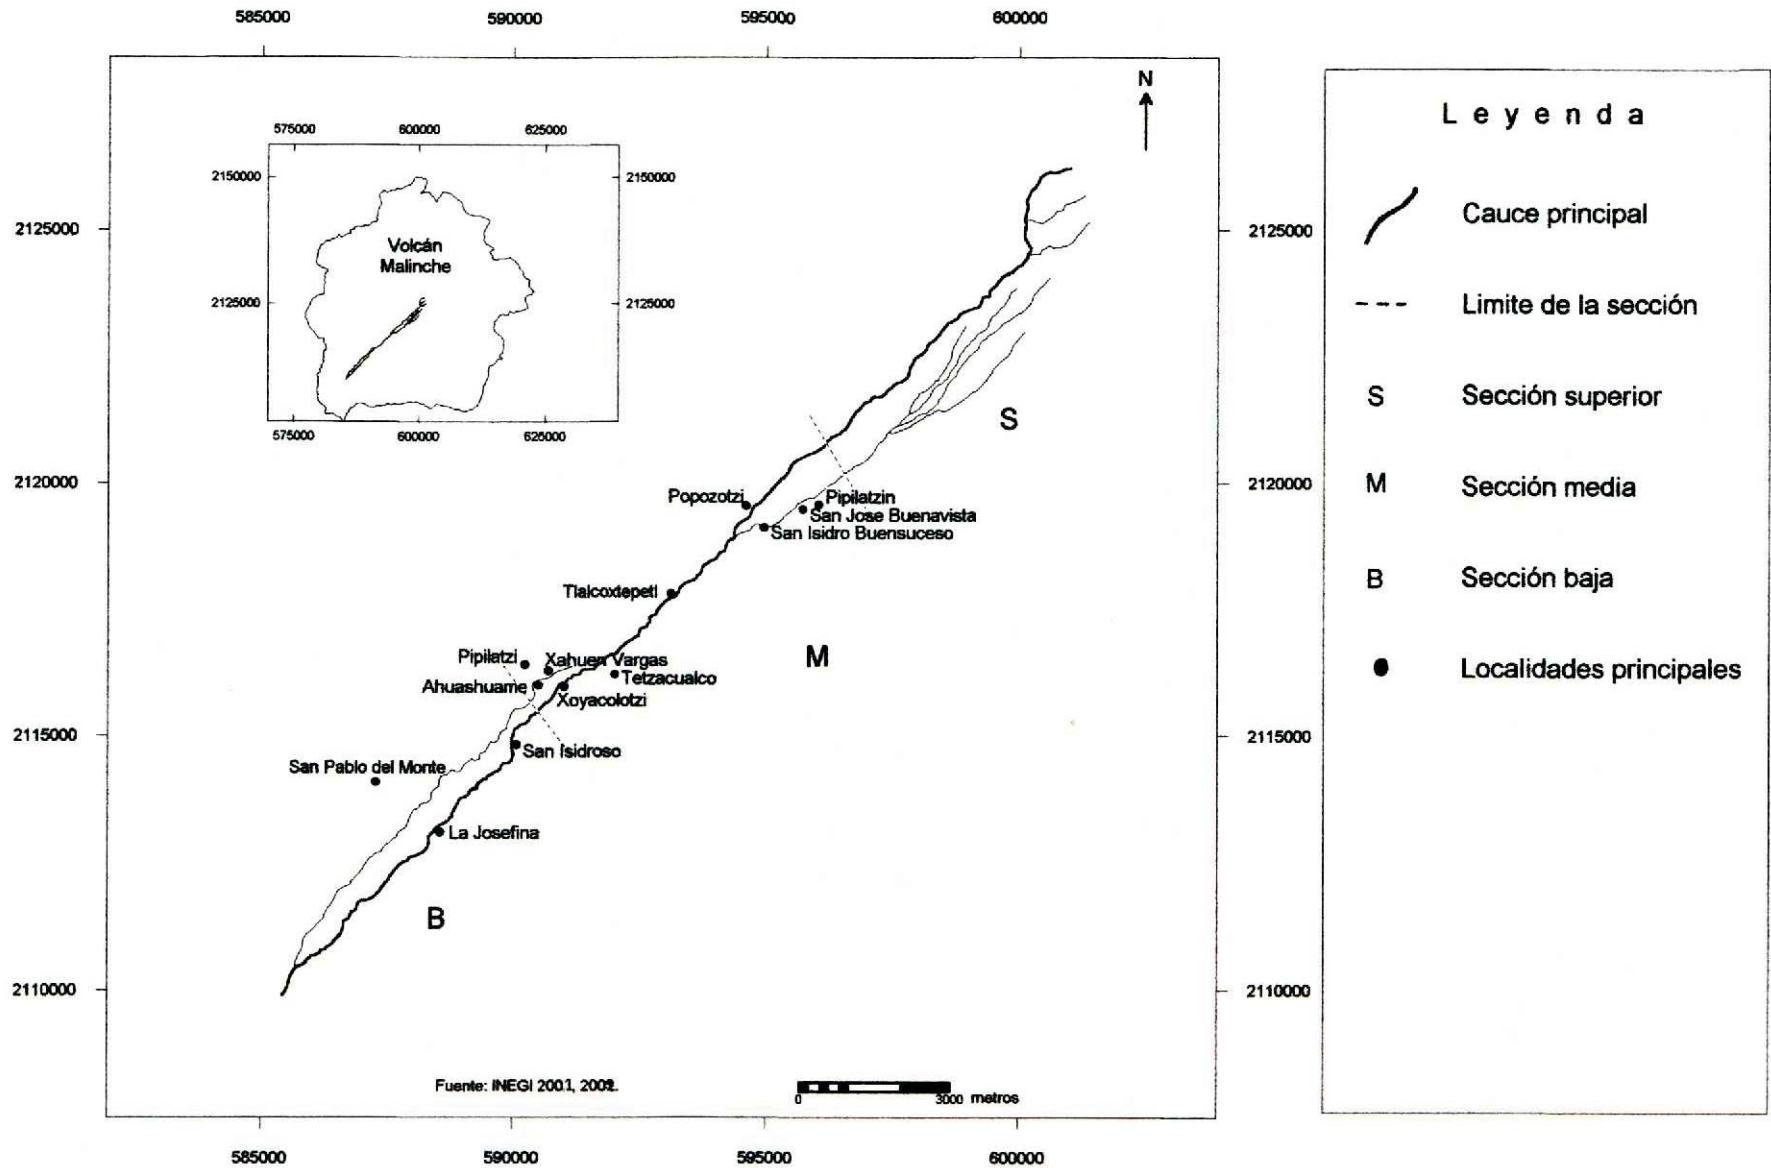 585000 590000 595000 600000
N
575000 600000 625000
2150000 2150000
Volcán
Malinche
2125000 2125000
575000 600000 625000
2125000 2125000
S
2120000 2120000
Popozotzi
Pipilatzin
San Jose Buenavista
San Isidro Buensuceso
Tlalcoxtepetl
M
Pipilatzi
Xahuen Vargas
Ahuashuame
Tetzacualco
Xoyacolotzi
2115000 2115000
San Isidroso
San Pablo del Monte
La Josefina
B
2110000 2110000
Fuente: INEGI 2001,
0 3000 metros
585000 590000 595000 600000
Leyenda
Cauce principal
Limite de la sección
S Sección superior
M Sección media
B Sección baja
Localidades principales